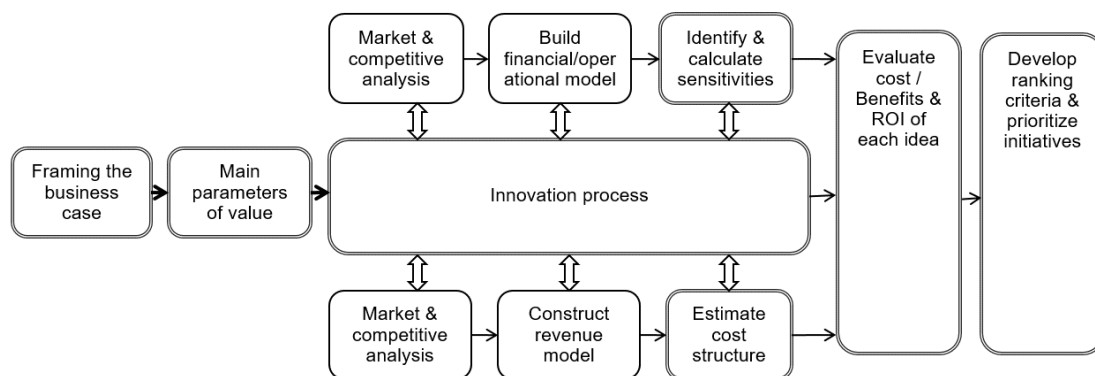 Market &
competitive
analysis
Build
financial/oper
ational model
Identify &
calculate
sensitivities
Evaluate
cost /
Benefits &
ROI of
each idea
Develop
ranking
criteria &
prioritize
initiatives
Framing the
business
case
Main
parameters
of value
Innovation process
Market &
competitive
analysis
Construct
revenue
model
Estimate
cost
structure